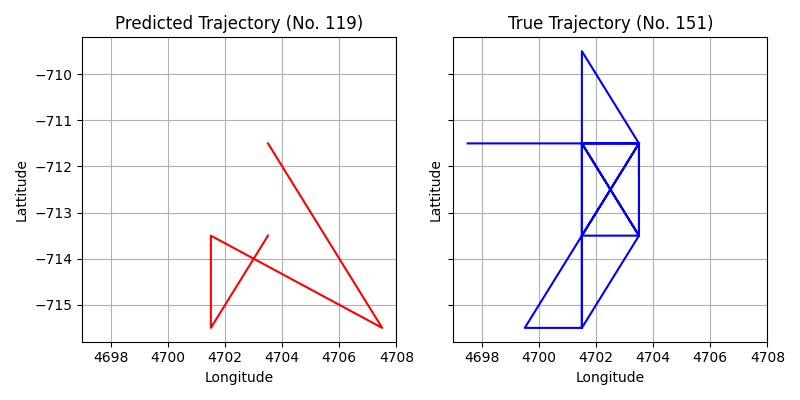 Predicted Trajectory (No. 119)
−710
−711
−712
−713
−714
−715
Lattitude
4698 4700 4702 4704 4706 4708
Longitude
True Trajectory (No. 151)
Lattitude
4698 4700 4702 4704 4706 4708
Longitude